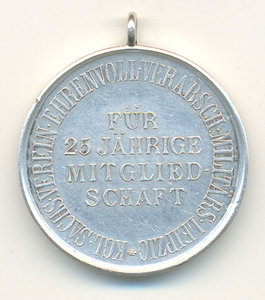 KGL·SÄCHS·VEREIN·EHRENVOLL·VERABSCH·MILITÄRS·LEIPZIG
FÜR
25 JÄHRIGE
MITGLIED
SCHAFT